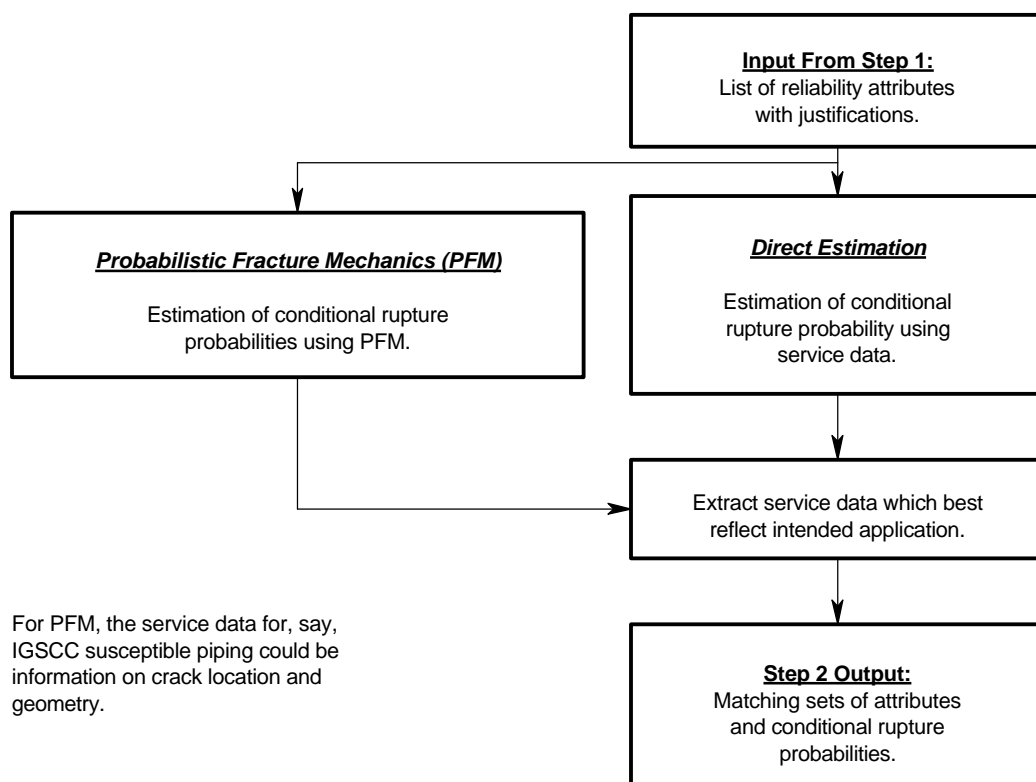 Input From Step 1:
List of reliability attributes
with justifications.
Probabilistic Fracture Mechanics (PFM)
Estimation of conditional rupture
probabilities using PFM.
Direct Estimation
Estimation of conditional
rupture probability using
service data.
Extract service data which best
reflect intended application.
For PFM, the service data for, say,
IGSCC susceptible piping could be
information on crack location and
geometry.
Step 2 Output:
Matching sets of attributes
and conditional rupture
probabilities.